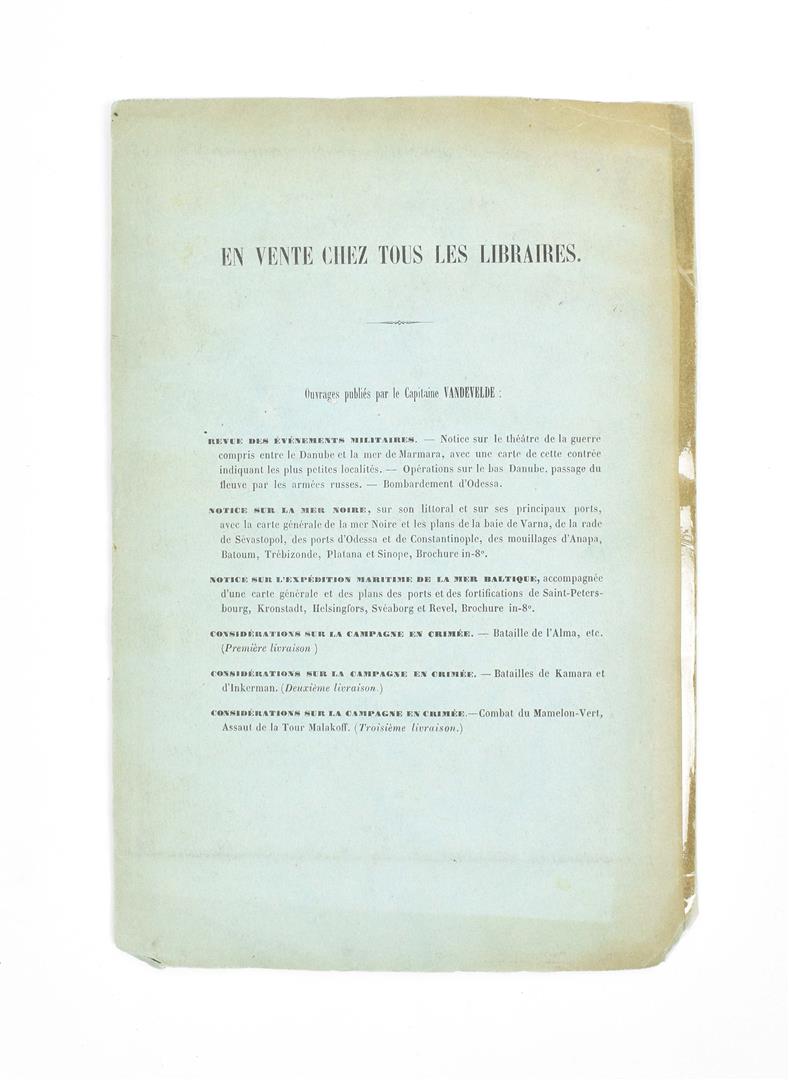 EN VENTE CHEZ TOUS LES LIBRAIRES.
Ouvrages publiés par le Capitaine VANDEVELDE :
REVUE DES ÉVÉNEMENTS MILITAIRES. — Notice sur le théâtre de la guerre
compris entre le Danube et la mer de Marmara, avec une carte de cette contrée
indiquant les plus petites localités. — Opérations sur le bas Danube, passage du
fleuve par les armées russes. — Bombardement d'Odessa.
NOTICE SUR LA MER NOIRE, sur son littoral et sur ses principaux ports,
avec la carte générale de la mer Noire et les plans de la baie de Varna, de la rade
de Sévastopol, des ports d'Odessa et de Constantinople, des mouillages d'Anapa,
Batoum, Trébizonde, Platana et Sinope, Brochure in-8º.
NOTICE SUR L'EXPÉDITION MARITIME DE LA MER BALTIQUE, accompagnée
d'une carte générale et des plans des ports et des fortifications de Saint-Peters-
bourg, Kronstadt, Helsingfors, Svéaborg et Revel, Brochure in-8º.
CONSIDÉRATIONS SUR LA CAMPAGNE EN CRIMÉE. — Bataille de l'Alma, etc.
(Première livraison )
CONSIDÉRATIONS SUR LA CAMPAGNE EN CRIMÉE. — Batailles de Kamara et
d'Inkerman. (Deuxième livraison.)
CONSIDÉRATIONS SUR LA CAMPAGNE EN CRIMÉE.—Combat du Mamelon-Vert,
Assaut de la Tour Malakoff. (Troisième livraison.)